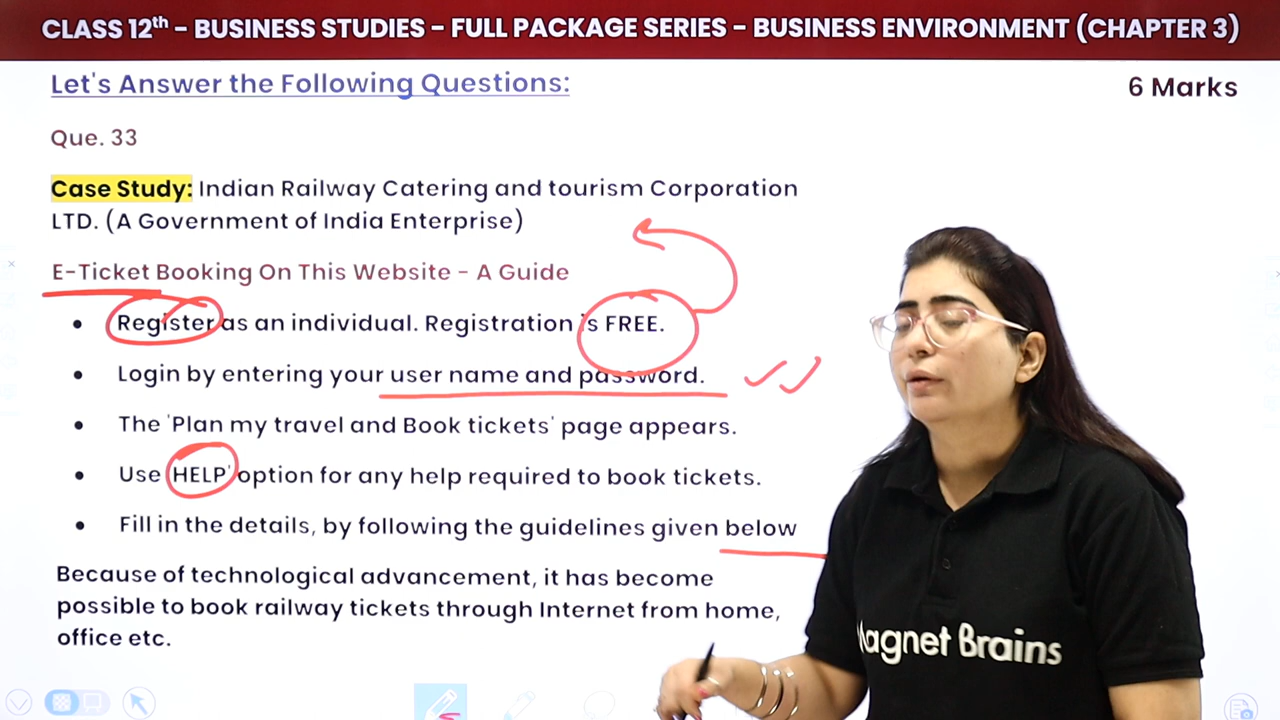 CLASS 12th – BUSINESS STUDIES – FULL PACKAGE SERIES – BUSINESS ENVIRONMENT (CHAPTER 3)
Let's Answer the Following Questions:
6 Marks
Que. 33
Case Study: Indian Railway Catering and tourism Corporation
LTD. (A Government of India Enterprise)
E-Ticket Booking On This Website - A Guide
• Register as an individual. Registration is FREE.
• Login by entering your user name and password.
• The 'Plan my travel and Book tickets' page appears.
• Use HELP' option for any help required to book tickets.
• Fill in the details, by following the guidelines given below
Because of technological advancement, it has become
possible to book railway tickets through Internet from home,
office etc.
Magnet Brains